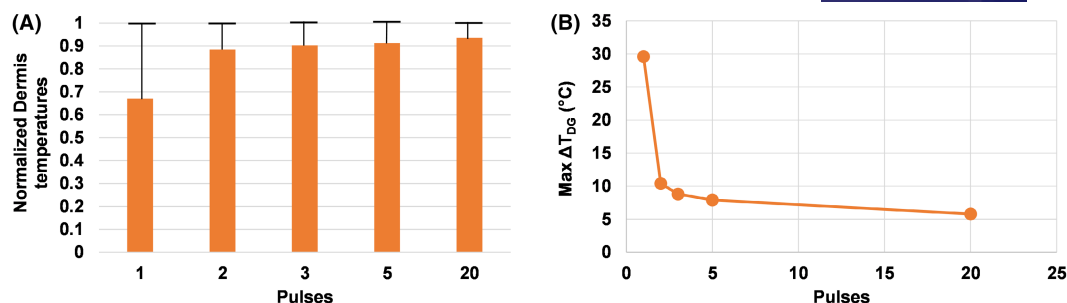 (A)
Normalized Dermis
temperatures
1
0.9
0.8
0.7
0.6
0.5
0.4
0.3
0.2
0.1
0
1 2 3 5 20
Pulses
(B)
Max ΔT_DG (°C)
35
30
25
20
15
10
5
0
0 5 10 15 20 25
Pulses